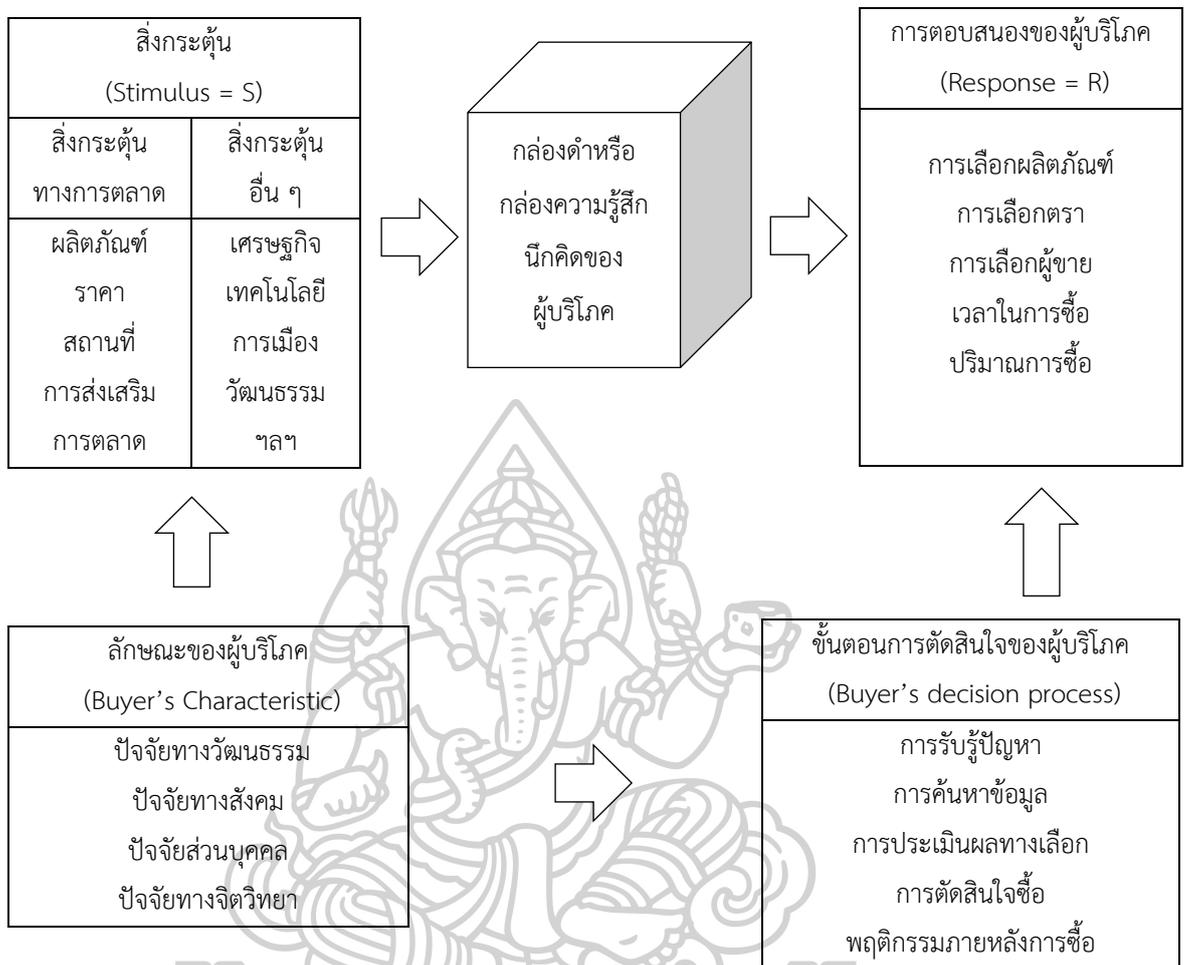 สิ่งกระตุ้น
(Stimulus = S)
สิ่งกระตุ้น
ทางการตลาด
สิ่งกระตุ้น
อื่น ๆ
ผลิตภัณฑ์
ราคา
สถานที่
การส่งเสริม
การตลาด
เศรษฐกิจ
เทคโนโลยี
การเมือง
วัฒนธรรม
ฯลฯ
กล่องดำหรือ
กล่องความรู้สึก
นึกคิดของ
ผู้บริโภค
การตอบสนองของผู้บริโภค
(Response = R)
การเลือกผลิตภัณฑ์
การเลือกตรา
การเลือกผู้ขาย
เวลาในการซื้อ
ปริมาณการซื้อ
ลักษณะของผู้บริโภค
(Buyer’s Characteristic)
ปัจจัยทางวัฒนธรรม
ปัจจัยทางสังคม
ปัจจัยส่วนบุคคล
ปัจจัยทางจิตวิทยา
ขั้นตอนการตัดสินใจของผู้บริโภค
(Buyer’s decision process)
การรับรู้ปัญหา
การค้นหาข้อมูล
การประเมินผลทางเลือก
การตัดสินใจซื้อ
พฤติกรรมภายหลังการซื้อ